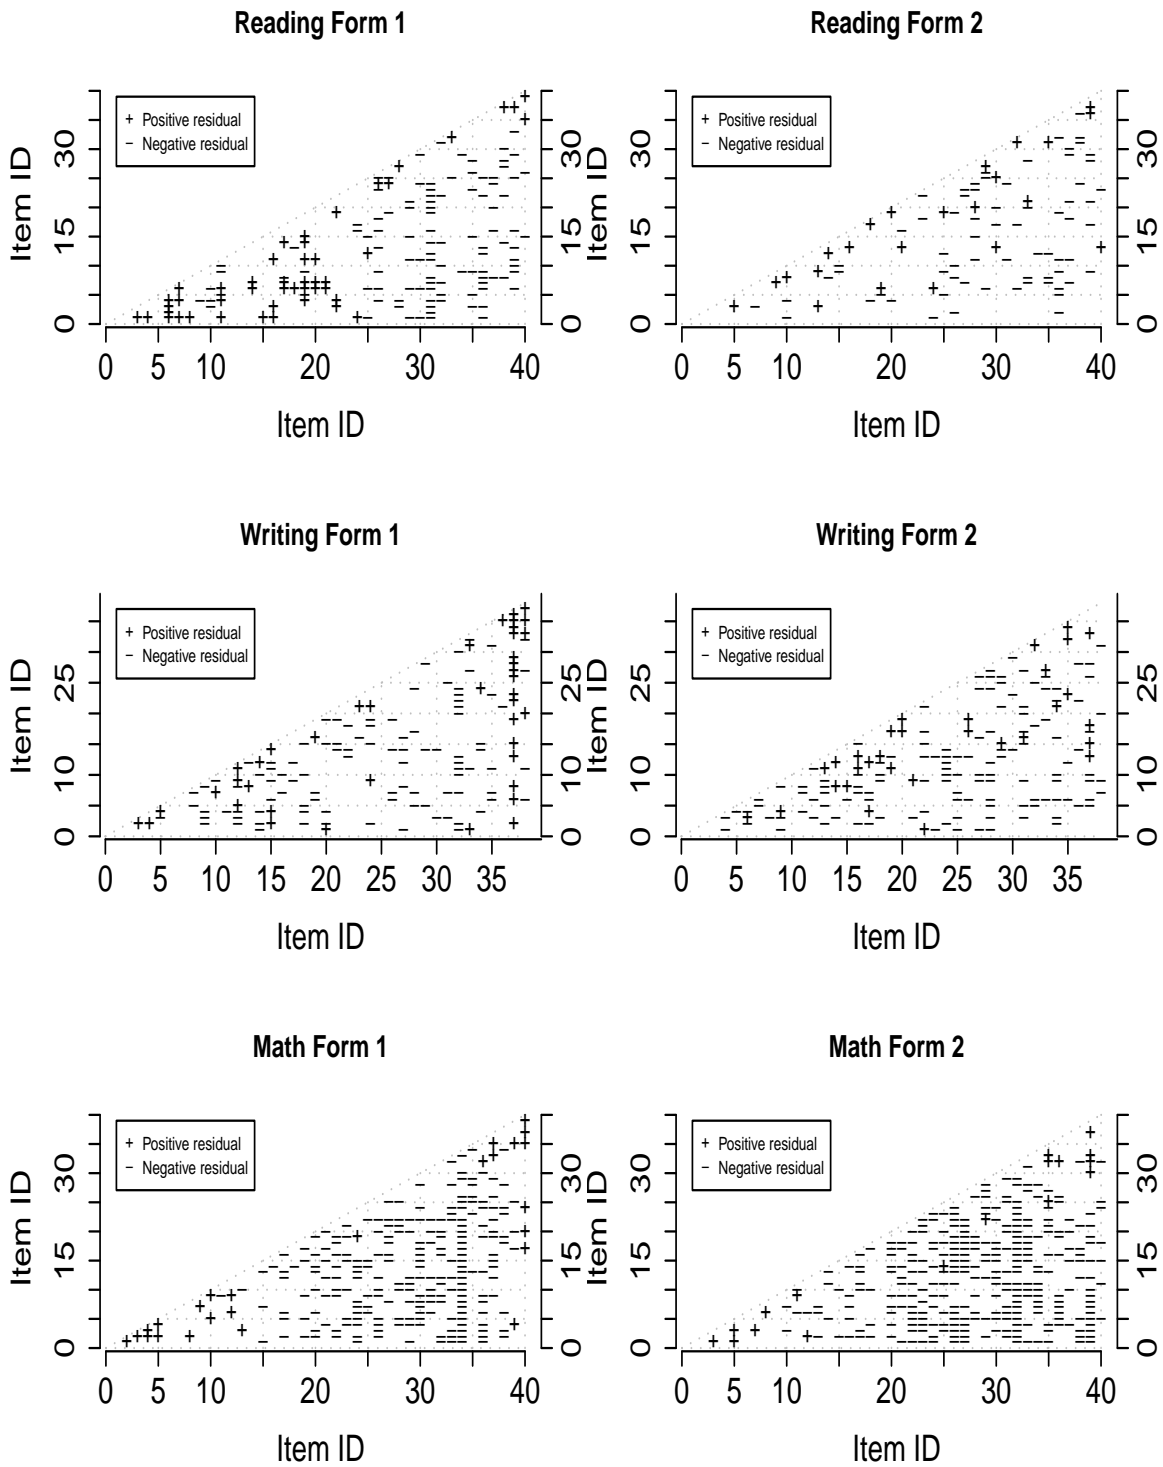 Reading Form 1
+ Positive residual
− Negative residual
Item ID
0 15 30
0 15 30
0 5 10 20 30 40
Item ID
Reading Form 2
+ Positive residual
− Negative residual
Item ID
0 15 30
0 15 30
0 5 10 20 30 40
Item ID
Writing Form 1
+ Positive residual
− Negative residual
Item ID
0 10 25
0 10 25
0 5 10 15 20 25 30 35
Item ID
Writing Form 2
+ Positive residual
− Negative residual
Item ID
0 10 25
0 10 25
0 5 10 15 20 25 30 35
Item ID
Math Form 1
+ Positive residual
− Negative residual
Item ID
0 15 30
0 15 30
0 5 10 20 30 40
Item ID
Math Form 2
+ Positive residual
− Negative residual
Item ID
0 15 30
0 15 30
0 5 10 20 30 40
Item ID